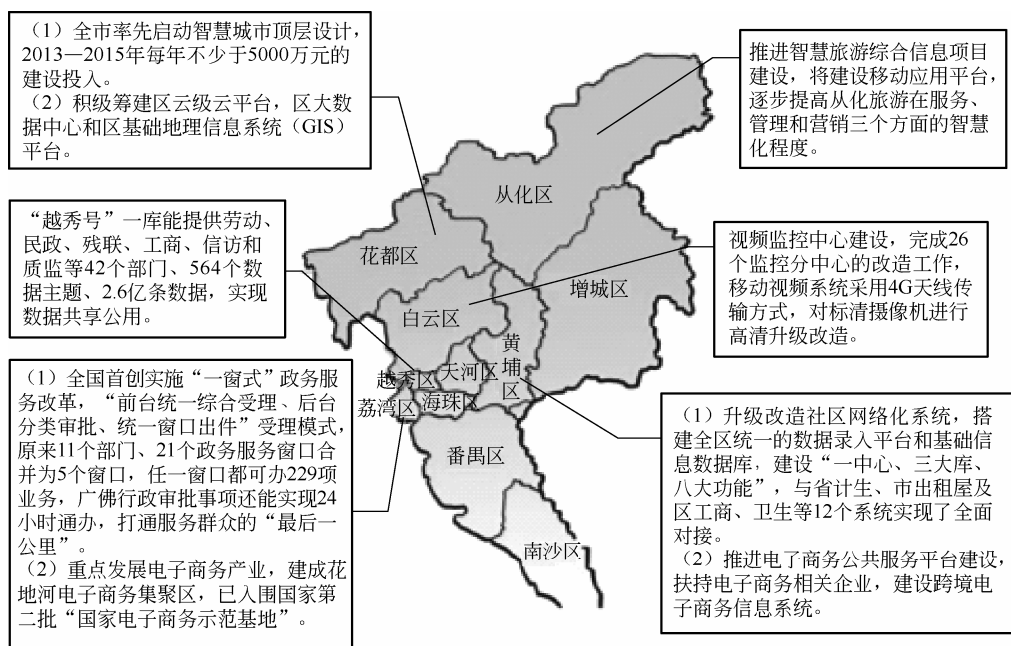 （1）全市率先启动智慧城市顶层设计，
2013—2015年每年不少于5000万元的
建设投入。
（2）积级筹建区云级云平台，区大数
据中心和区基础地理信息系统（GIS）
平台。
推进智慧旅游综合信息项目
建设，将建设移动应用平台，
逐步提高从化旅游在服务、
管理和营销三个方面的智慧
化程度。
“越秀号”一库能提供劳动、
民政、残联、工商、信访和
质监等42个部门、564个数
据主题、2.6亿条数据，实现
数据共享公用。
视频监控中心建设，完成26
个监控分中心的改造工作，
移动视频系统采用4G天线传
输方式，对标清摄像机进行
高清升级改造。
从化区
花都区
增城区
白云区
黄
埔
区
天河区
越秀区
海珠区
荔湾区
番禺区
南沙区
（1）全国首创实施“一窗式”政务服
务改革，“前台统一综合受理、后台
分类审批、统一窗口出件”受理模式，
原来11个部门、21个政务服务窗口合
并为5个窗口，任一窗口都可办229项
业务，广佛行政审批事项还能实现24
小时通办，打通服务群众的“最后一
公里”。
（2）重点发展电子商务产业，建成花
地河电子商务集聚区，已入围国家第
二批“国家电子商务示范基地”。
（1）升级改造社区网络化系统，搭
建全区统一的数据录入平台和基础信
息数据库，建设“一中心、三大库、
八大功能”，与省计生、市出租屋及
区工商、卫生等12个系统实现了全面
对接。
（2）推进电了商务公共服务平台建设，
扶持电子商务相关企业，建设跨境电
子商务信息系统。